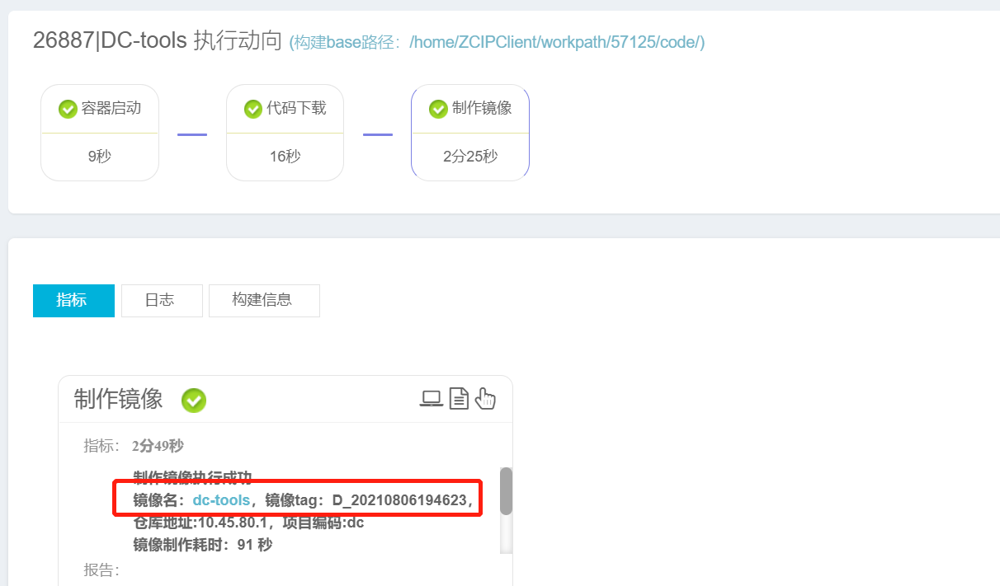 26887|DC-tools 执行动向 (构建base路径：/home/ZCIPClient/workpath/57125/code/)
容器启动
9秒
代码下载
16秒
制作镜像
2分25秒
指标
日志
构建信息
制作镜像
指标： 2分49秒
制作镜像执行成功
镜像名：dc-tools，镜像tag：D_20210806194623，
仓库地址:10.45.80.1，项目编码:dc
镜像制作耗时：91 秒
报告：